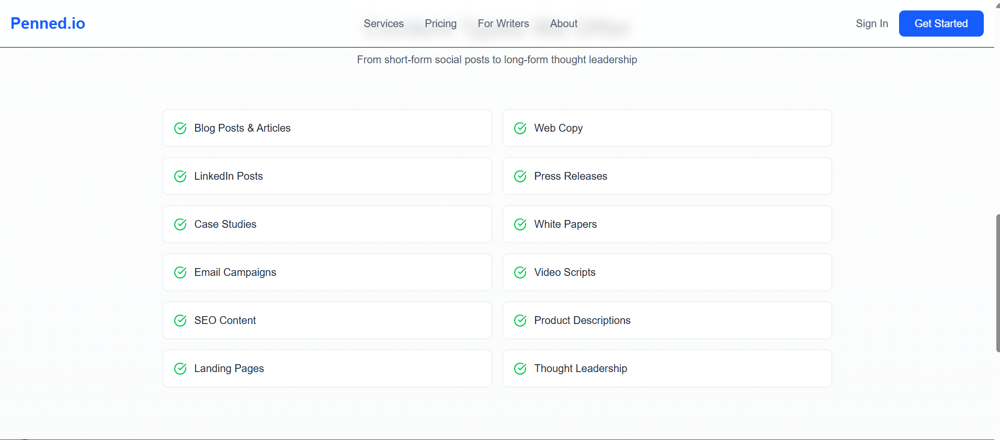 Penned.io
Services Pricing For Writers About
Sign In
Get Started
From short-form social posts to long-form thought leadership
Blog Posts & Articles
Web Copy
LinkedIn Posts
Press Releases
Case Studies
White Papers
Email Campaigns
Video Scripts
SEO Content
Product Descriptions
Landing Pages
Thought Leadership